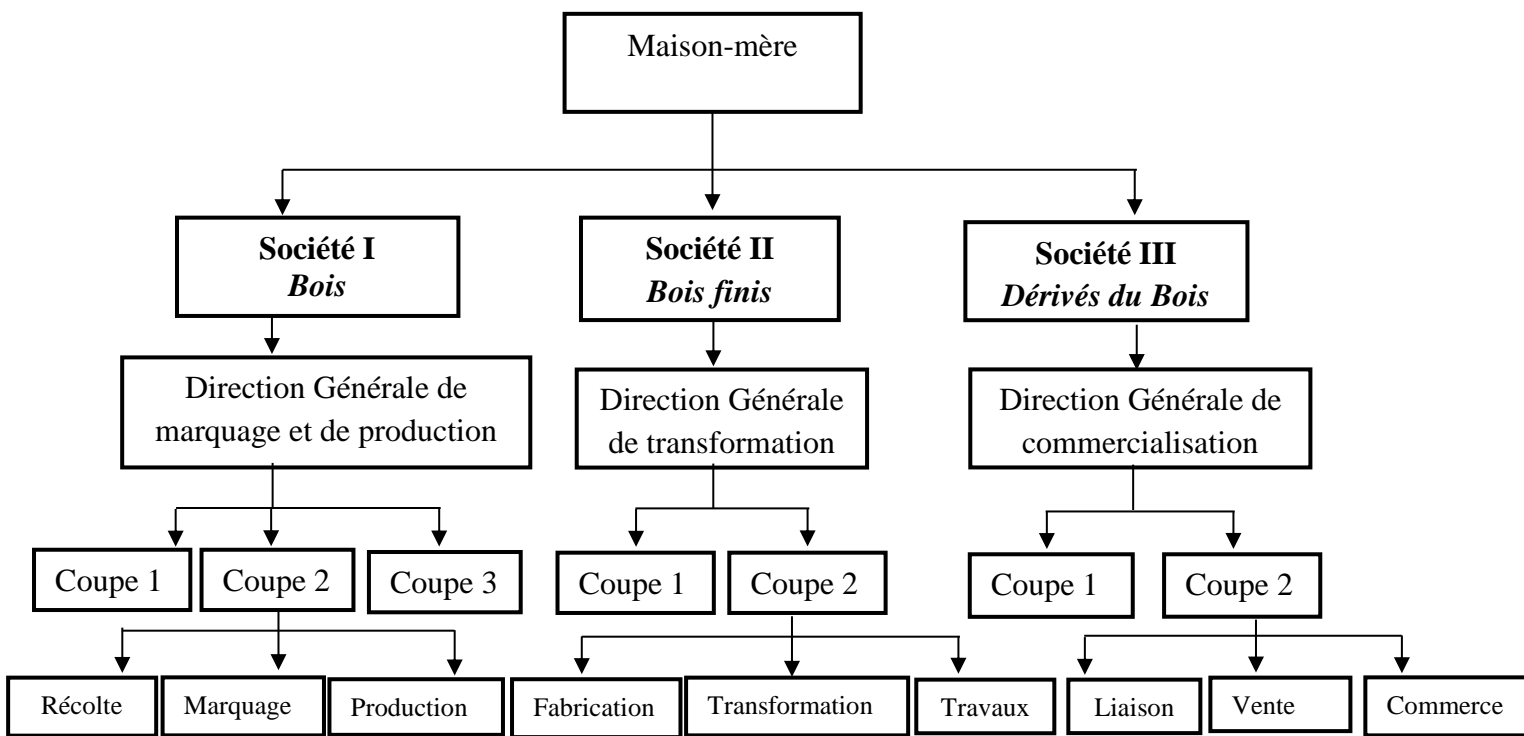 Maison-mère
Société I
Bois
Société II
Bois finis
Société III
Dérivés du Bois
Direction Générale de
marquage et de production
Direction Générale
de transformation
Direction Générale de
commercialisation
Coupe 1
Coupe 2
Coupe 3
Coupe 1
Coupe 2
Coupe 1
Coupe 2
Récolte
Marquage
Production
Fabrication
Transformation
Travaux
Liaison
Vente
Commerce